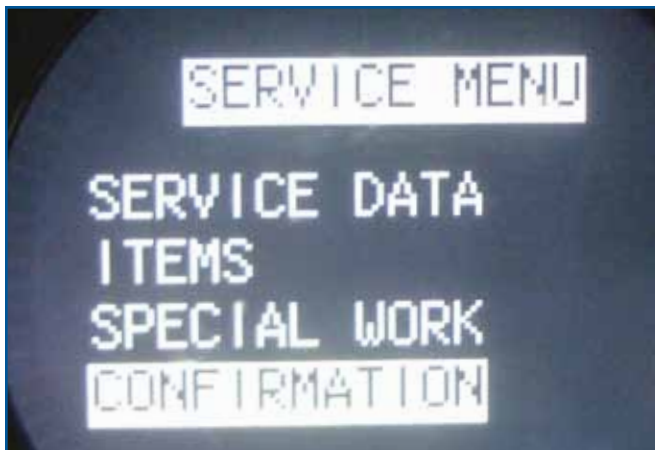 SERVICE MENU
SERVICE DATA
ITEMS
SPECIAL WORK
CONFIRMATION